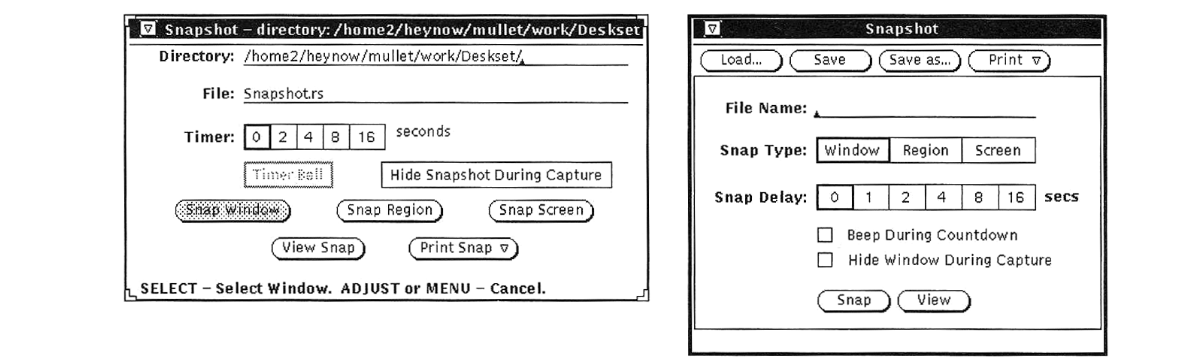 Snapshot – directory: /home2/heynow/mullet/work/Deskset
Directory: /home2/heynow/mullet/work/Deskset/
File: Snapshot.rs
Timer: 0 2 4 8 16 seconds
Timer Bell Hide Snapshot During Capture
Snap Window Snap Region Snap Screen
View Snap Print Snap
SELECT – Select Window. ADJUST or MENU – Cancel.
Snapshot
Load... Save Save as... Print
File Name:
Snap Type: Window Region Screen
Snap Delay: 0 1 2 4 8 16 secs
Beep During Countdown
Hide Window During Capture
Snap View